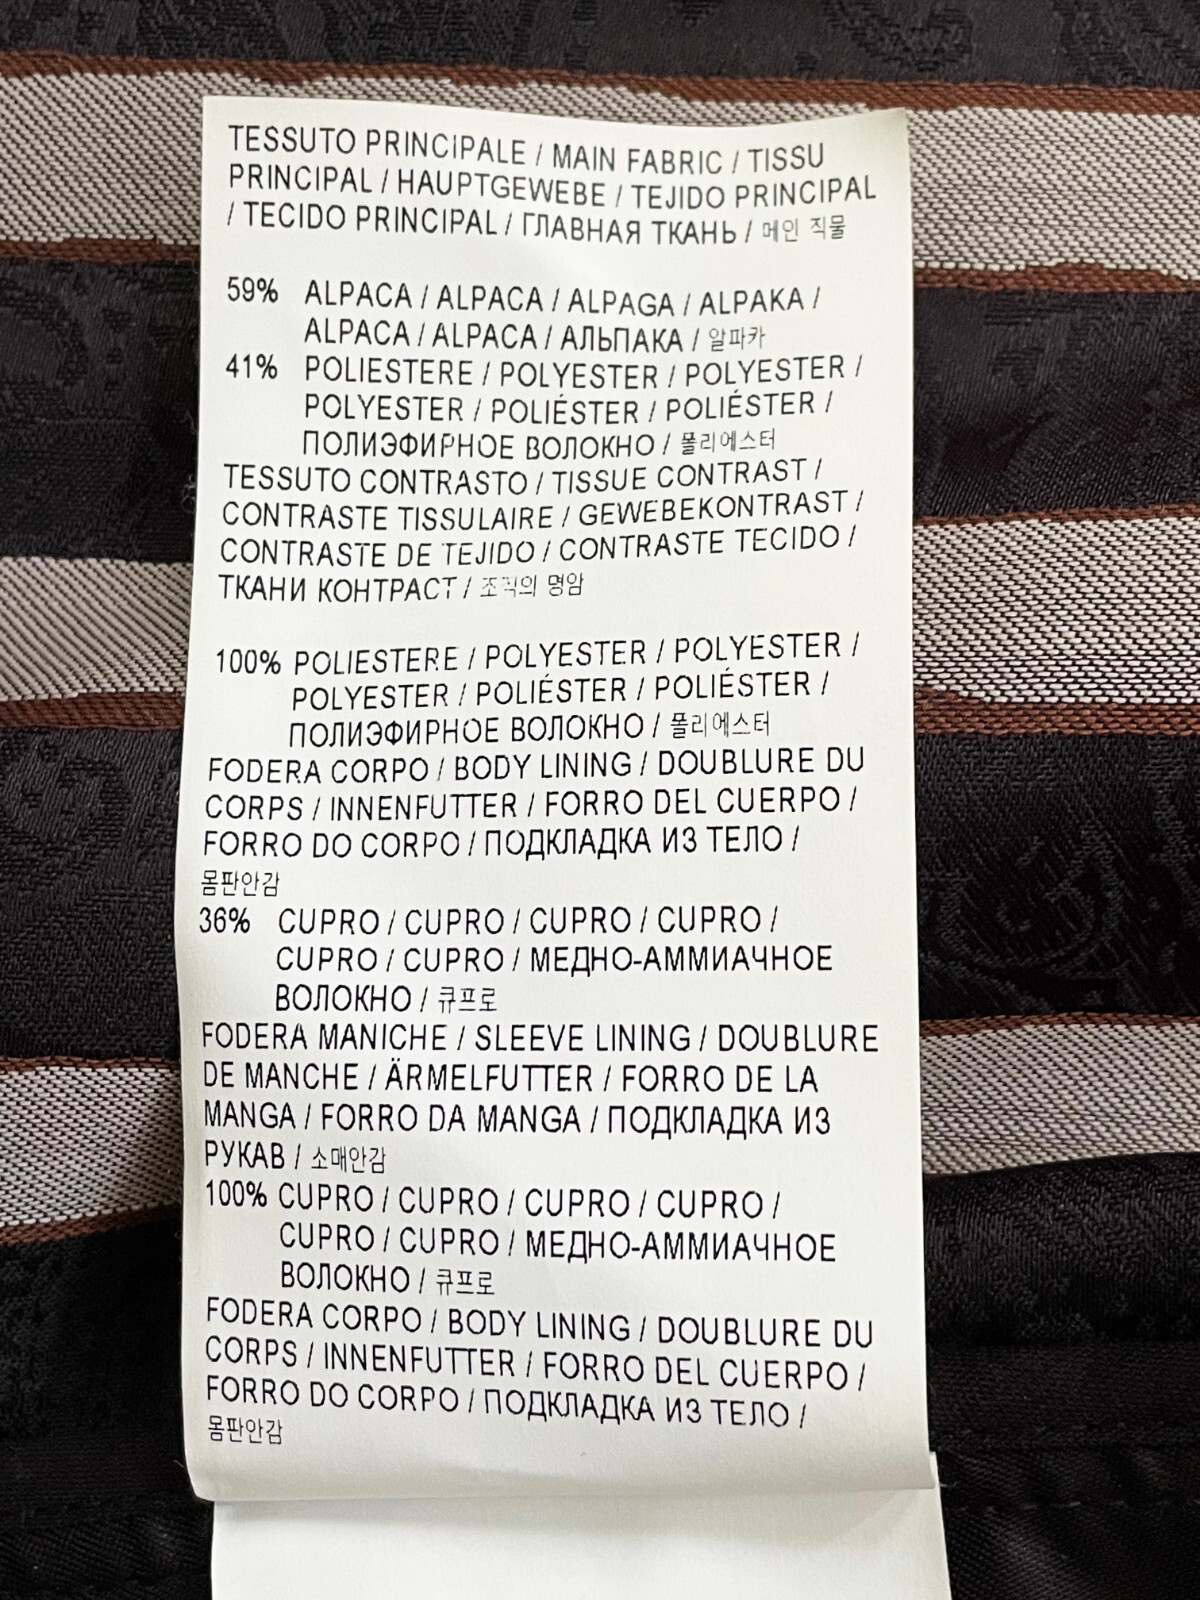 TESSUTO PRINCIPALE / MAIN FABRIC / TISSU
PRINCIPAL / HAUPTGEWEBE / TEJIDO PRINCIPAL
/ TECIDO PRINCIPAL / ГЛАВНАЯ ТКАНЬ / 메인 직물
59% ALPACA / ALPACA / ALPAGA / ALPAKA /
ALPACA / ALPACA / АЛЬПАКА / 알파카
41% POLIESTERE / POLYESTER / POLYESTER /
POLYESTER / POLIÉSTER / POLIÉSTER /
ПОЛИЭФИРНОЕ ВОЛОКНО / 폴리에스터
TESSUTO CONTRASTO / TISSUE CONTRAST /
CONTRASTE TISSULAIRE / GEWEBEKONTRAST /
CONTRASTE DE TEJIDO / CONTRASTE TECIDO /
ТКАНИ КОНТРАСТ / 조직의 명암
100% POLIESTERE / POLYESTER / POLYESTER /
POLYESTER / POLIÉSTER / POLIÉSTER /
ПОЛИЭФИРНОЕ ВОЛОКНО / 폴리에스터
FODERA CORPO / BODY LINING / DOUBLURE DU
CORPS / INNENFUTTER / FORRO DEL CUERPO /
FORRO DO CORPO / ПОДКЛАДКА ИЗ ТЕЛО /
몸판안감
36% CUPRO / CUPRO / CUPRO / CUPRO /
CUPRO / CUPRO / МЕДНО-АММИАЧНОЕ
ВОЛОКНО / 큐프로
FODERA MANICHE / SLEEVE LINING / DOUBLURE
DE MANCHE / ÄRMELFUTTER / FORRO DE LA
MANGA / FORRO DA MANGA / ПОДКЛАДКА ИЗ
РУКАВ / 소매안감
100% CUPRO / CUPRO / CUPRO / CUPRO /
CUPRO / CUPRO / МЕДНО-АММИАЧНОЕ
ВОЛОКНО / 큐프로
FODERA CORPO / BODY LINING / DOUBLURE DU
CORPS / INNENFUTTER / FORRO DEL CUERPO /
FORRO DO CORPO / ПОДКЛАДКА ИЗ ТЕЛО /
몸판안감